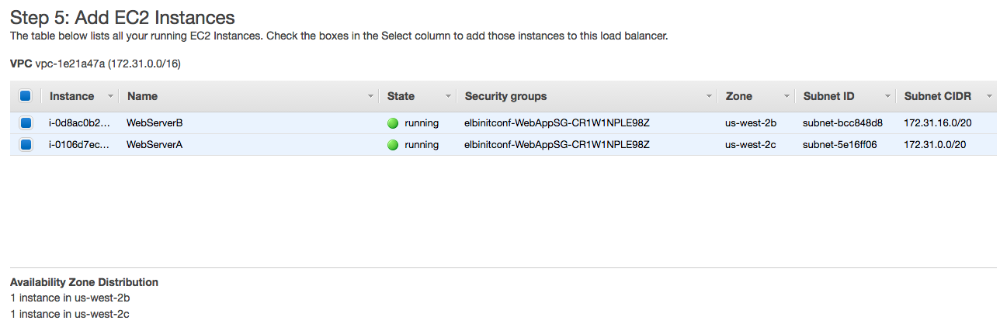 Step 5: Add EC2 Instances
The table below lists all your running EC2 Instances. Check the boxes in the Select column to add those instances to this load balancer.
VPC vpc-1e21a47a (172.31.0.0/16)
Instance Name State Security groups Zone Subnet ID Subnet CIDR
i-0d8ac0b2... WebServerB running elbinitconf-WebAppSG-CR1W1NPLE98Z us-west-2b subnet-bcc848d8 172.31.16.0/20
i-0106d7ec... WebServerA running elbinitconf-WebAppSG-CR1W1NPLE98Z us-west-2c subnet-5e16ff06 172.31.0.0/20
Availability Zone Distribution
1 instance in us-west-2b
1 instance in us-west-2c